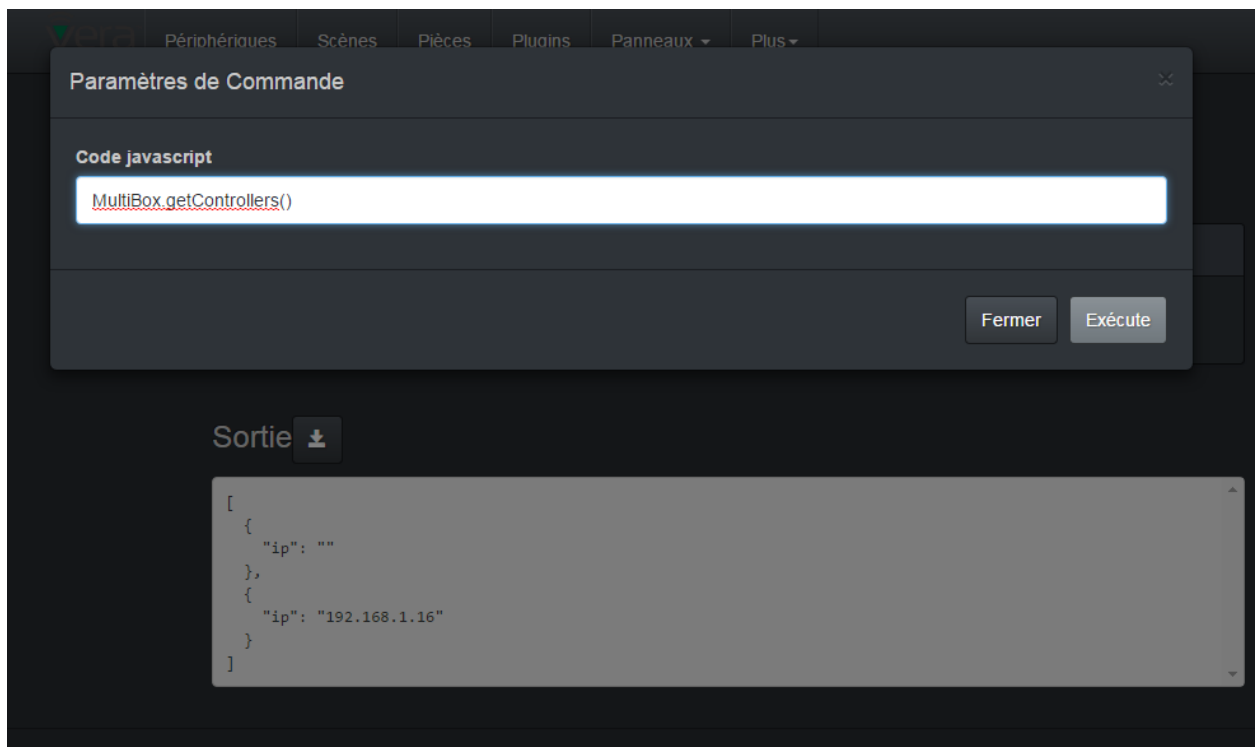 vera Périphériques Scènes Pièces Plugins Panneaux Plus
Paramètres de Commande
Code javascript
MultiBox.getControllers()
Fermer Exécute
Sortie
[
{
"ip": ""
},
{
"ip": "192.168.1.16"
}
]